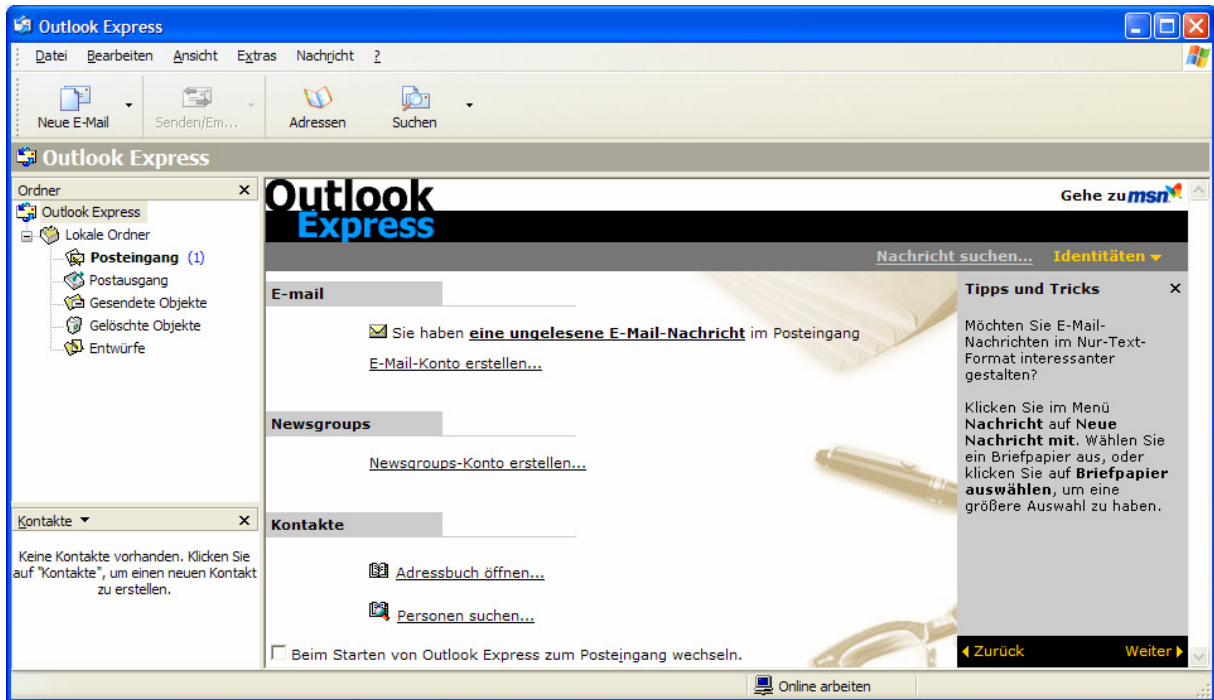 Outlook Express
Datei Bearbeiten Ansicht Extras Nachricht ?
Neue E-Mail Senden/Em... Adressen Suchen
Outlook Express
Ordner
Outlook Express
Lokale Ordner
Posteingang (1)
Postausgang
Gesendete Objekte
Gelöschte Objekte
Entwürfe
Kontakte
Keine Kontakte vorhanden. Klicken Sie
auf "Kontakte", um einen neuen Kontakt
zu erstellen.
Outlook
Express
Gehe zu msn
Nachricht suchen... Identitäten
E-mail
Sie haben eine ungelesene E-Mail-Nachricht im Posteingang
E-Mail-Konto erstellen...
Newsgroups
Newsgroups-Konto erstellen...
Kontakte
Adressbuch öffnen...
Personen suchen...
Beim Starten von Outlook Express zum Posteingang wechseln.
Tipps und Tricks
Möchten Sie E-Mail-
Nachrichten im Nur-Text-
Format interessanter
gestalten?
Klicken Sie im Menü
Nachricht auf Neue
Nachricht mit. Wählen Sie
ein Briefpapier aus, oder
klicken Sie auf Briefpapier
auswählen, um eine
größere Auswahl zu haben.
Zurück Weiter
Online arbeiten